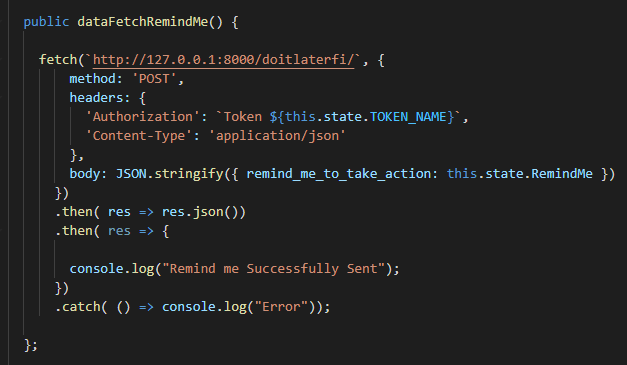 public dataFetchRemindMe() {
fetch(`http://127.0.0.1:8000/doitlaterfi/`, {
method: 'POST',
headers: {
'Authorization': `Token ${this.state.TOKEN_NAME}`,
'Content-Type': 'application/json'
},
body: JSON.stringify({ remind_me_to_take_action: this.state.RemindMe })
})
.then( res => res.json())
.then( res => {
console.log("Remind me Successfully Sent");
})
.catch( () => console.log("Error"));
};